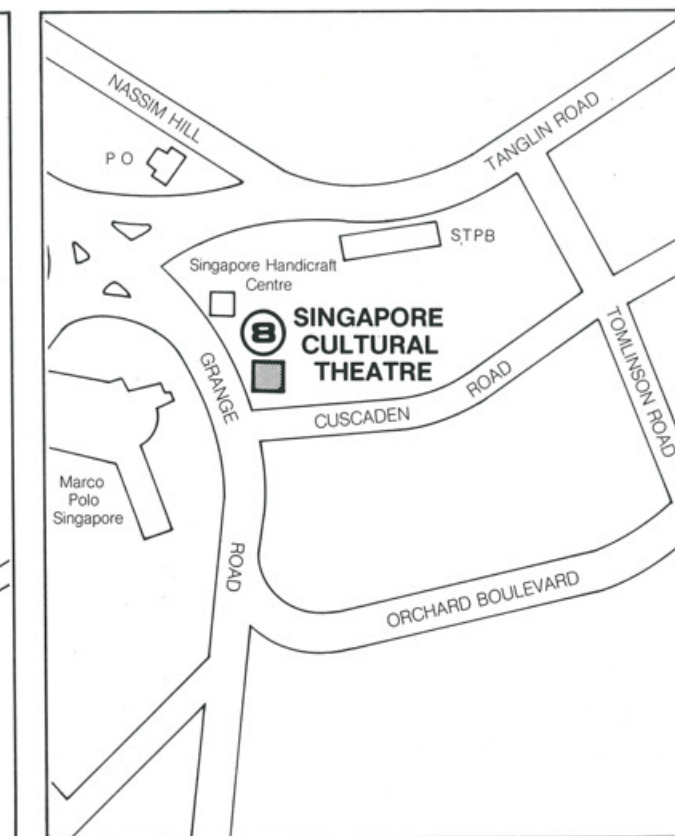 NASSIM HILL
TANGLIN ROAD
P O
STPB
Singapore Handicraft
Centre
8
SINGAPORE
CULTURAL
THEATRE
GRANGE
ROAD
CUSCADEN
ROAD
TOMLINSON ROAD
Marco
Polo
Singapore
ORCHARD BOULEVARD